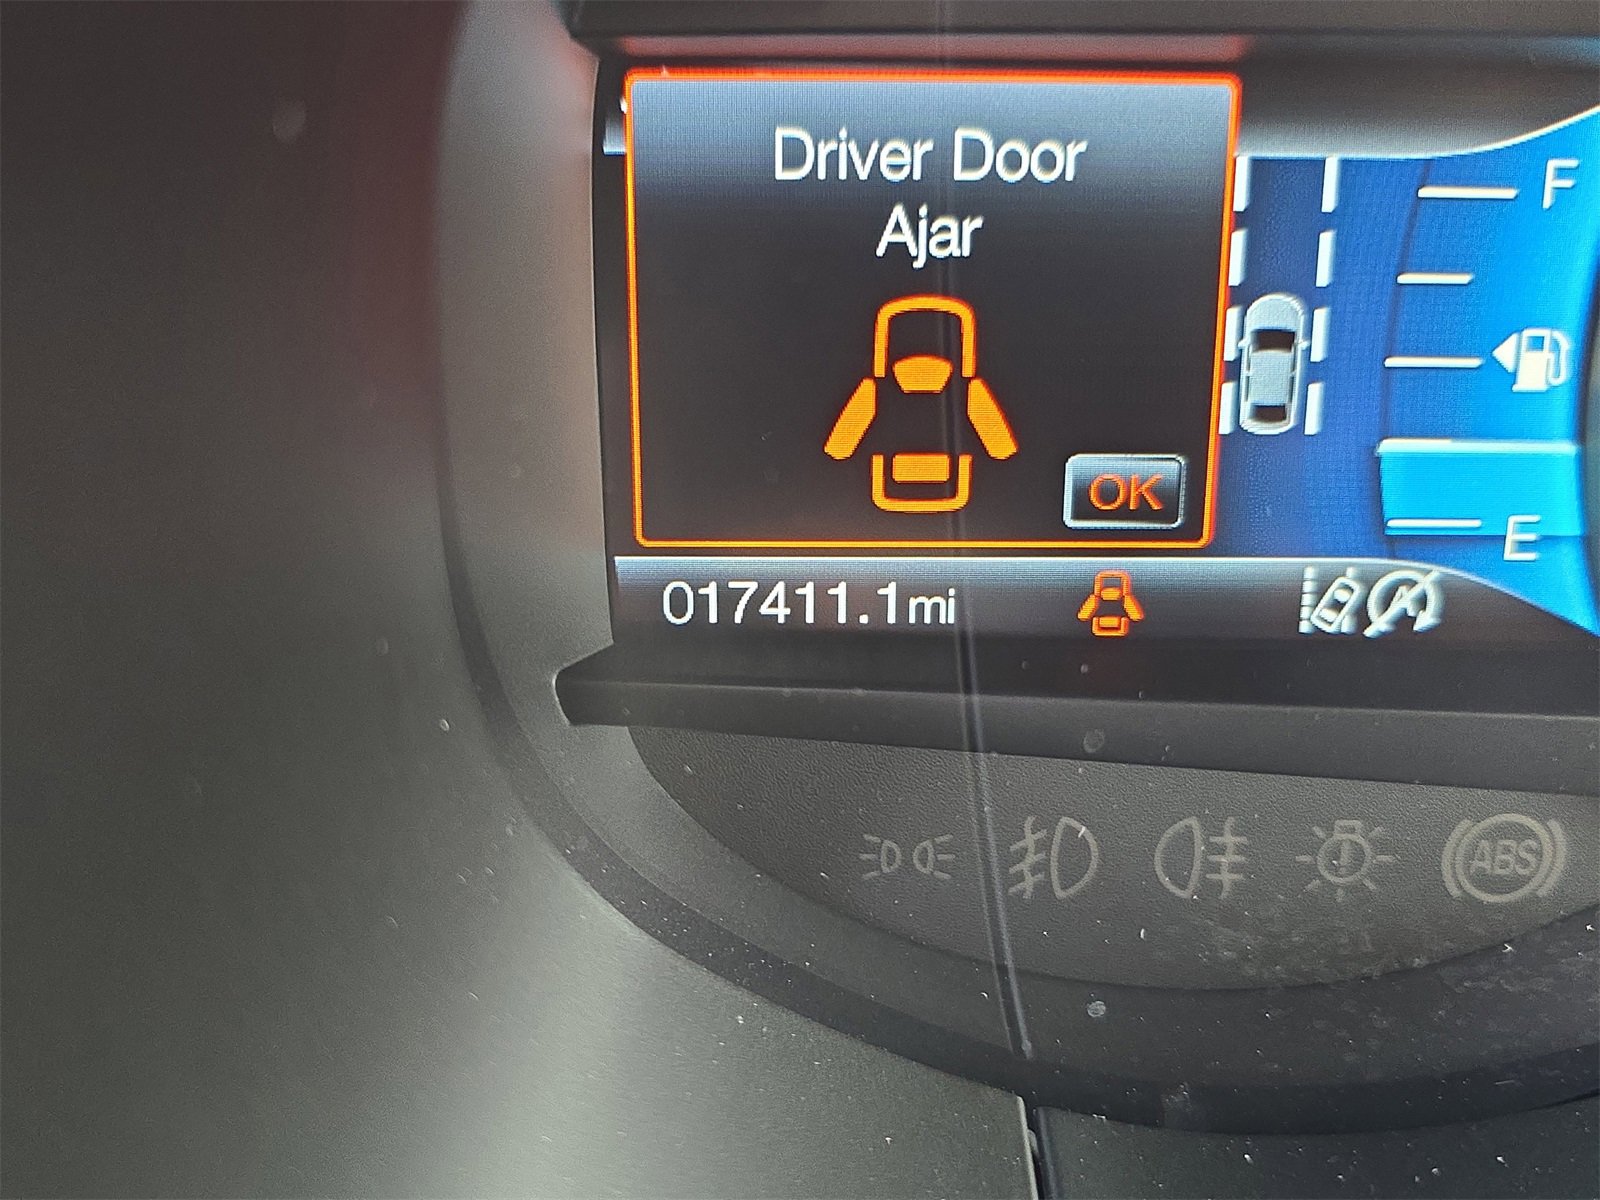 Driver Door
Ajar
OK
F
E
017411.1mi
ABS